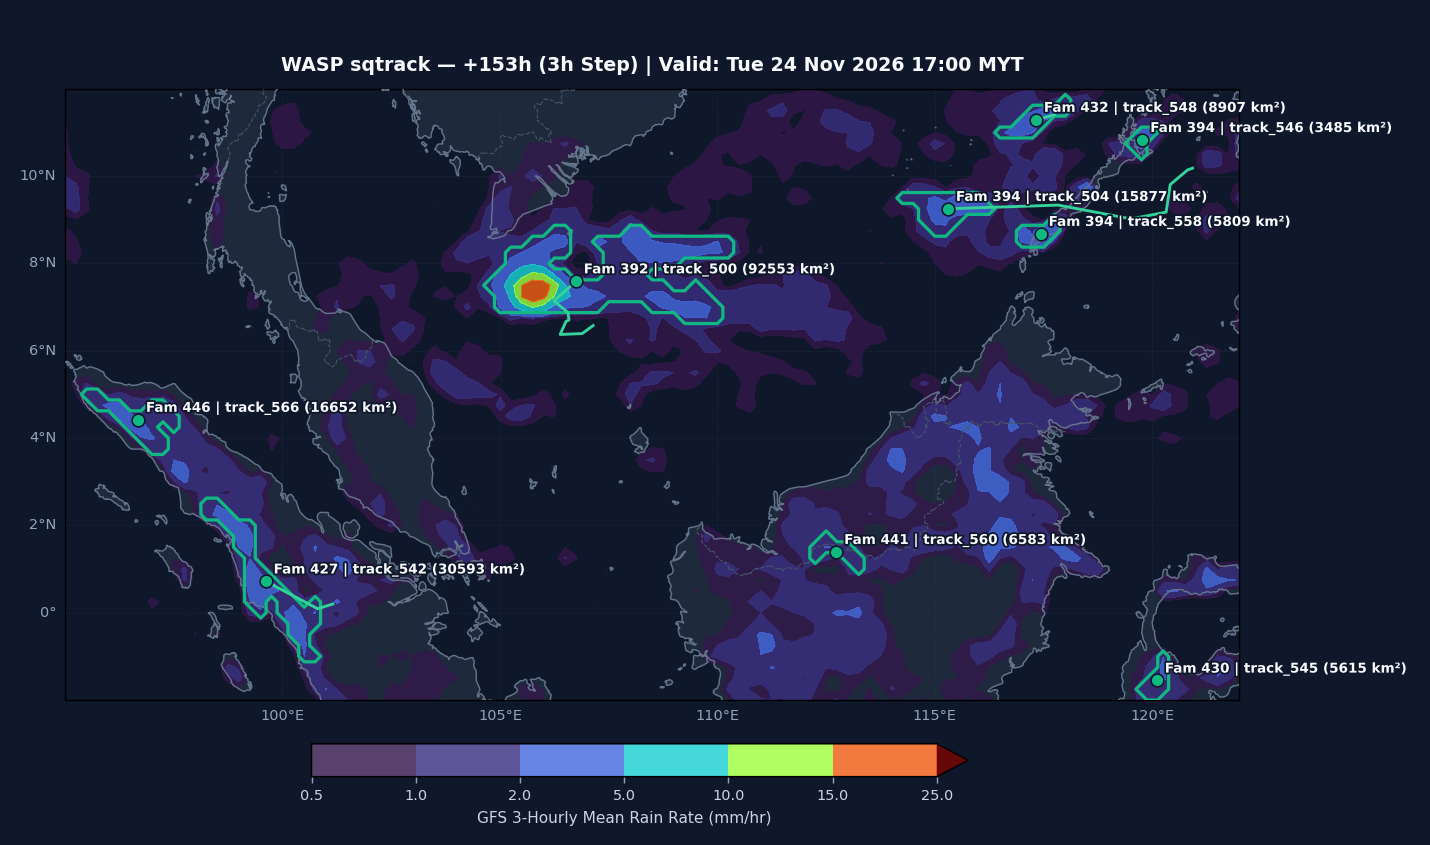 WASP sqtrack — +153h (3h Step) | Valid: Tue 24 Nov 2026 17:00 MYT
Fam 432 | track_548 (8907 km²)
Fam 394 | track_546 (3485 km²)
10°N
Fam 394 | track_504 (15877 km²)
Fam 394 | track_558 (5809 km²)
8°N
Fam 392 | track_500 (92553 km²)
6°N
Fam 446 | track_566 (16652 km²)
4°N
2°N
Fam 441 | track_560 (6583 km²)
Fam 427 | track_542 (30593 km²)
0°
Fam 430 | track_545 (5615 km²)
100°E 105°E 110°E 115°E 120°E
0.5 1.0 2.0 5.0 10.0 15.0 25.0
GFS 3-Hourly Mean Rain Rate (mm/hr)